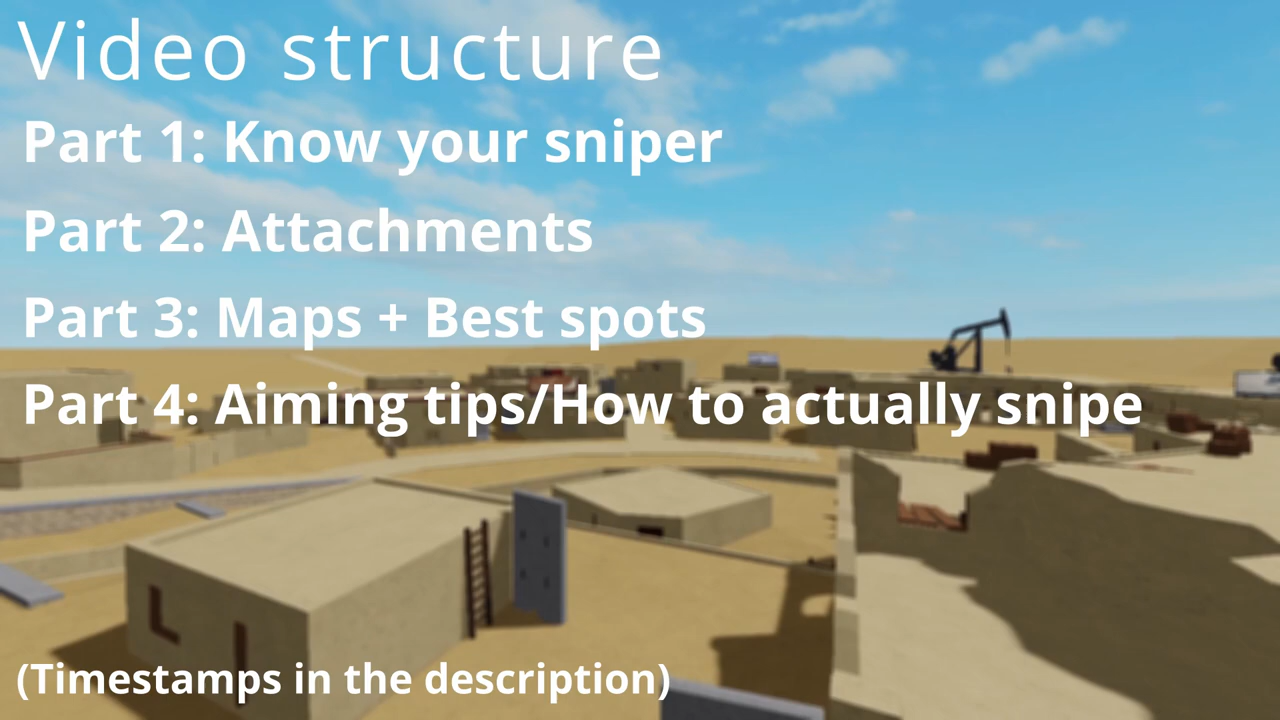 Video structure
Part 1: Know your sniper
Part 2: Attachments
Part 3: Maps + Best spots
Part 4: Aiming tips/How to actually snipe
(Timestamps in the description)